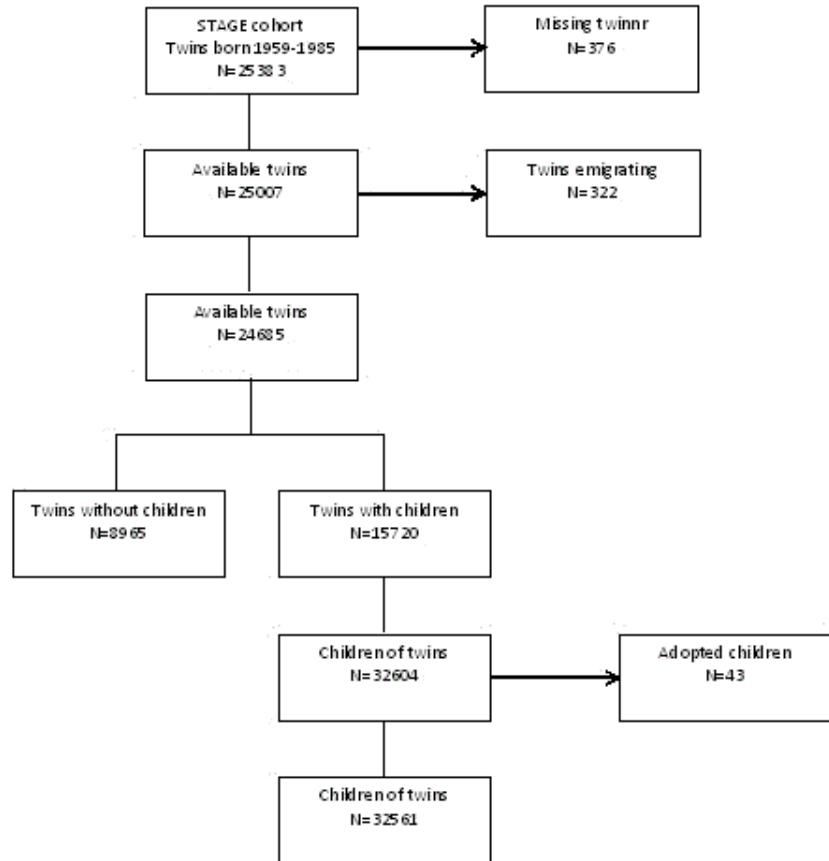 STAGE cohort
Twins born 1959-1985
N=25383
Missing twinnr
N=376
Available twins
N=25007
Twins emigrating
N=322
Available twins
N=24685
Twins without children
N=8965
Twins with children
N=15720
Children of twins
N=32604
Adopted children
N=43
Children of twins
N=32561